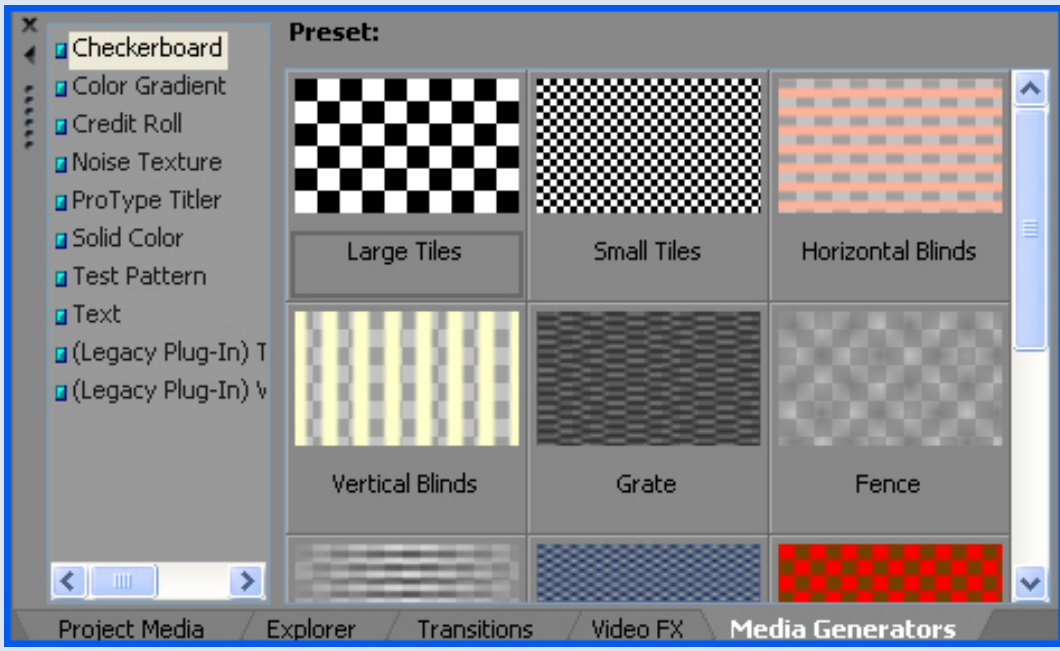 Preset:
Checkerboard
Color Gradient
Credit Roll
Noise Texture
ProType Titler
Solid Color
Test Pattern
Text
(Legacy Plug-In) T
(Legacy Plug-In) V
Large Tiles
Small Tiles
Horizontal Blinds
Vertical Blinds
Grate
Fence
Project Media
Explorer
Transitions
Video FX
Media Generators